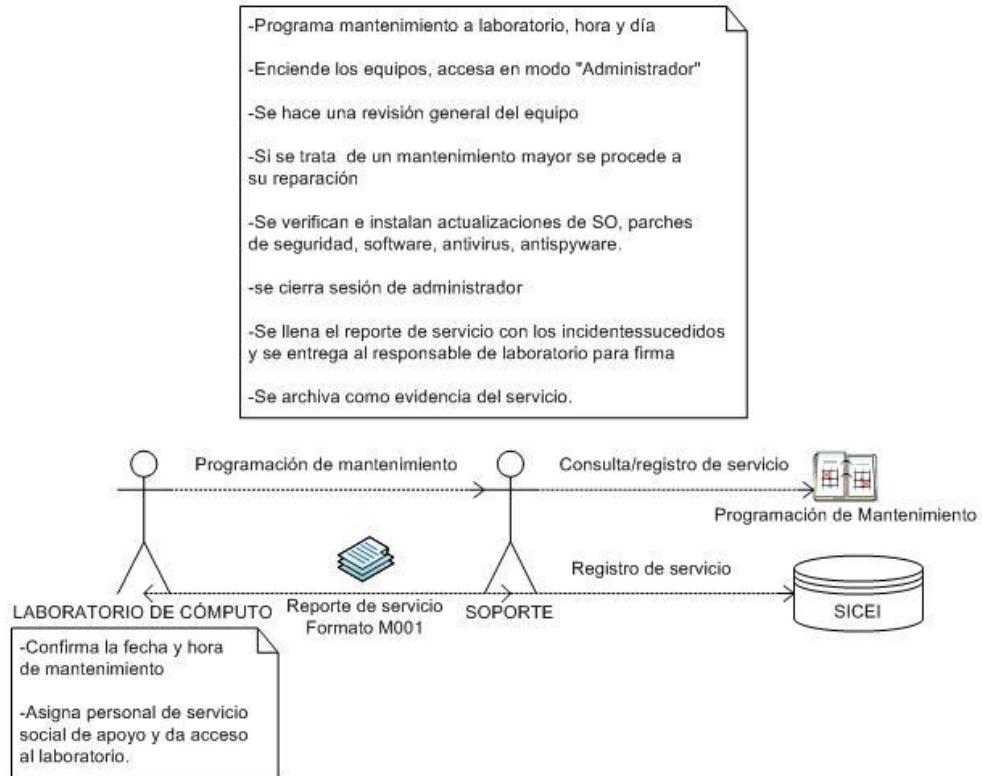 -Programa mantenimiento a laboratorio, hora y día
-Enciende los equipos, accesa en modo "Administrador"
-Se hace una revisión general del equipo
-Si se trata de un mantenimiento mayor se procede a
su reparación
-Se verifican e instalan actualizaciones de SO, parches
de seguridad, software, antivirus, antispyware.
-se cierra sesión de administrador
-Se llena el reporte de servicio con los incidentessucedidos
y se entrega al responsable de laboratorio para firma
-Se archiva como evidencia del servicio.
Programación de mantenimiento
Consulta/registro de servicio
Programación de Mantenimiento
Registro de servicio
LABORATORIO DE CÓMPUTO
Reporte de servicio
Formato M001
SOPORTE
SICEI
-Confirma la fecha y hora
de mantenimiento
-Asigna personal de servicio
social de apoyo y da acceso
al laboratorio.